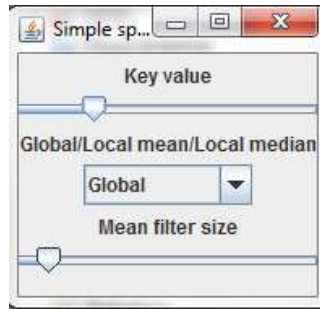 Simple sp...
Key value
Global/Local mean/Local median
Global
Mean filter size